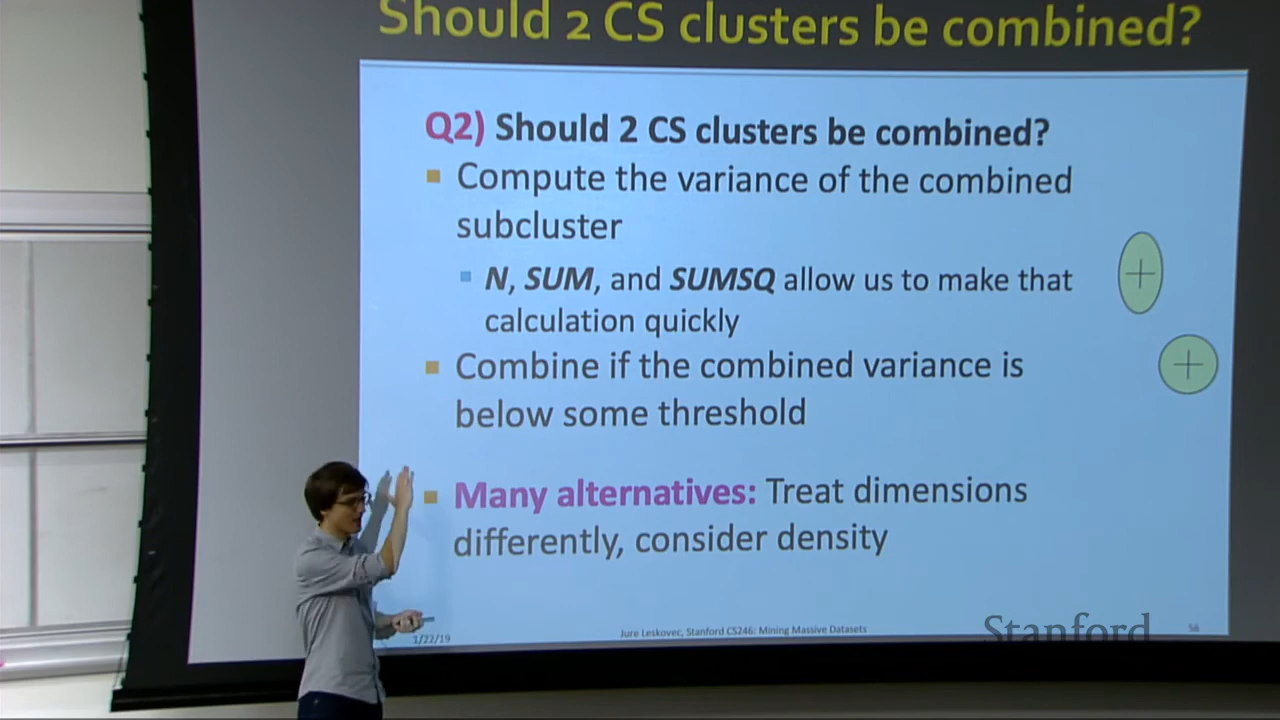 Should 2 CS clusters be combined?
Q2) Should 2 CS clusters be combined?
Compute the variance of the combined
subcluster
N, SUM, and SUMSQ allow us to make that
calculation quickly
Combine if the combined variance is
below some threshold
Many alternatives: Treat dimensions
differently, consider density
1/22/19
Jure Leskovec, Stanford CS246: Mining Massive Datasets
Stanford
56